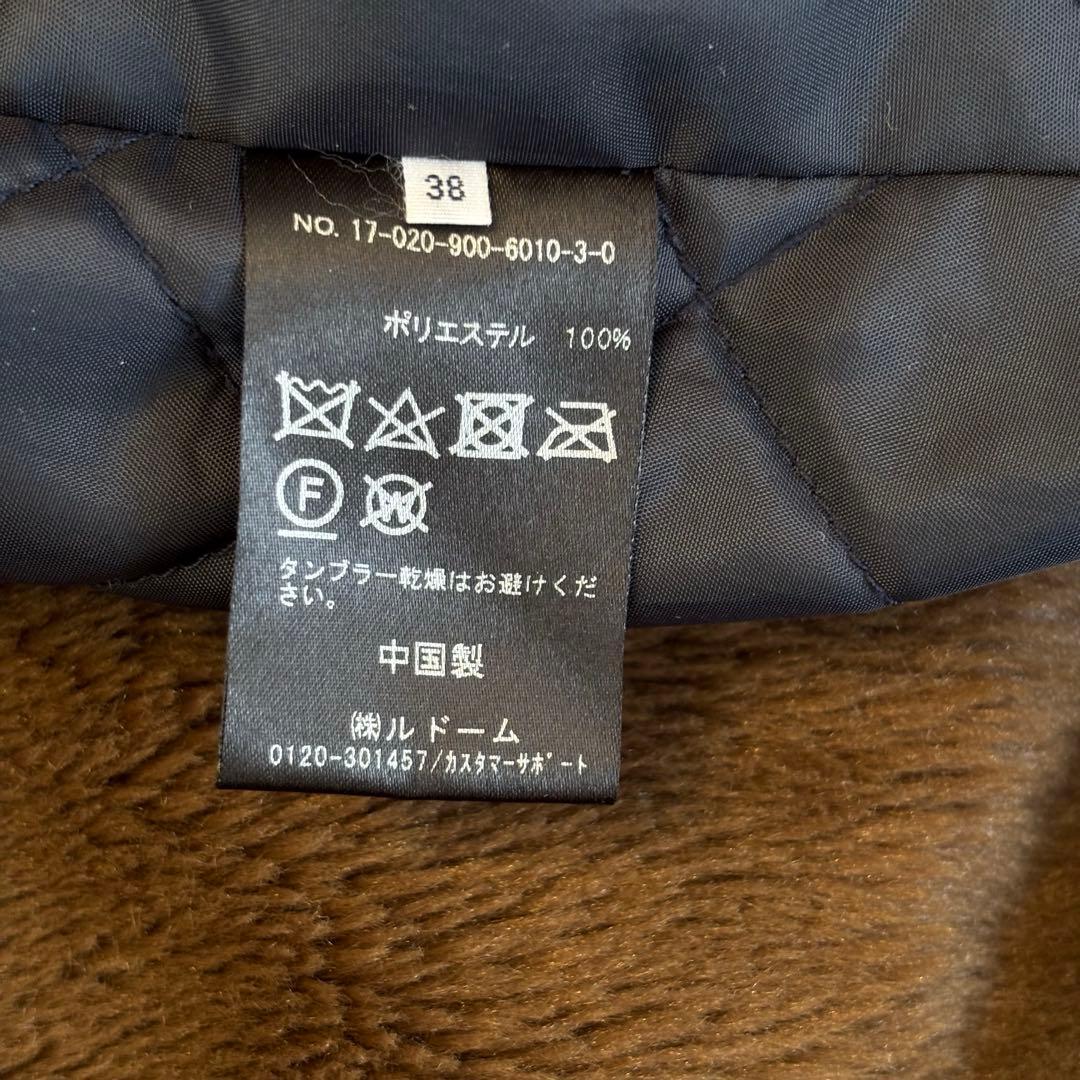 38
NO. 17-020-900-6010-3-0
ポリエステル 100%
F
W
タンブラー乾燥はお避けくだ
さい。
中国製
㈱ルドーム
0120-301457/ｶｽﾀﾏｰｻﾎﾟｰﾄ